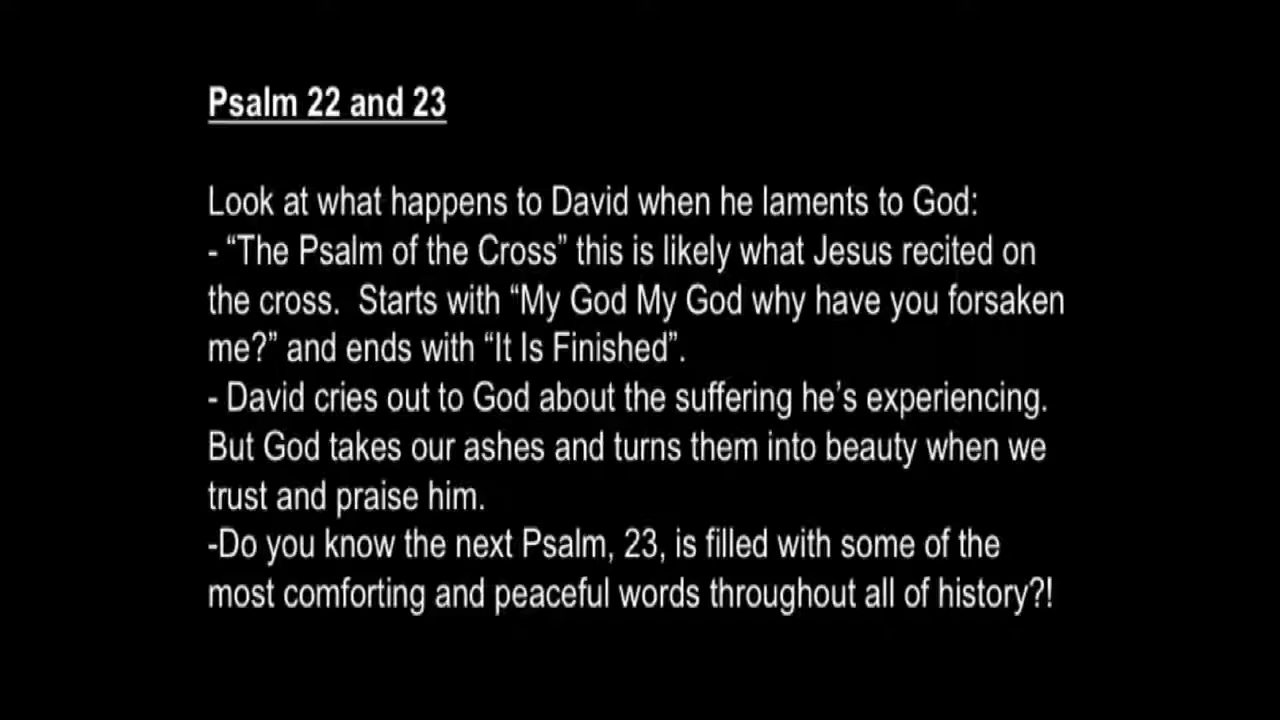 Psalm 22 and 23
Look at what happens to David when he laments to God:
- “The Psalm of the Cross” this is likely what Jesus recited on
the cross.  Starts with “My God My God why have you forsaken
me?” and ends with “It Is Finished”.
- David cries out to God about the suffering he’s experiencing.
But God takes our ashes and turns them into beauty when we
trust and praise him.
-Do you know the next Psalm, 23, is filled with some of the
most comforting and peaceful words throughout all of history?!